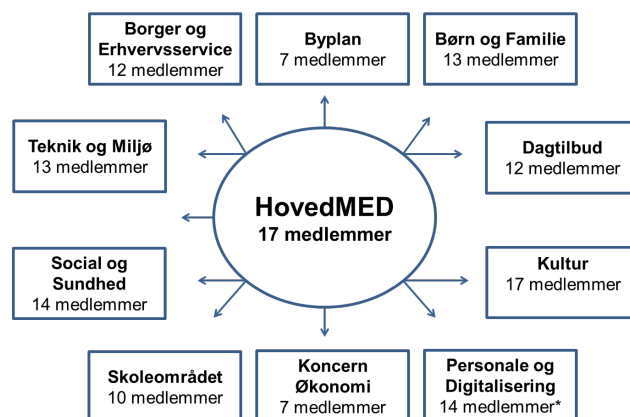 Borger og
Erhvervsservice
12 medlemmer
Byplan
7 medlemmer
Børn og Familie
13 medlemmer
Teknik og Miljø
13 medlemmer
Dagtilbud
12 medlemmer
HovedMED
17 medlemmer
Social og
Sundhed
14 medlemmer
Kultur
17 medlemmer
Skoleområdet
10 medlemmer
Koncern
Økonomi
7 medlemmer
Personale og
Digitalisering
14 medlemmer*